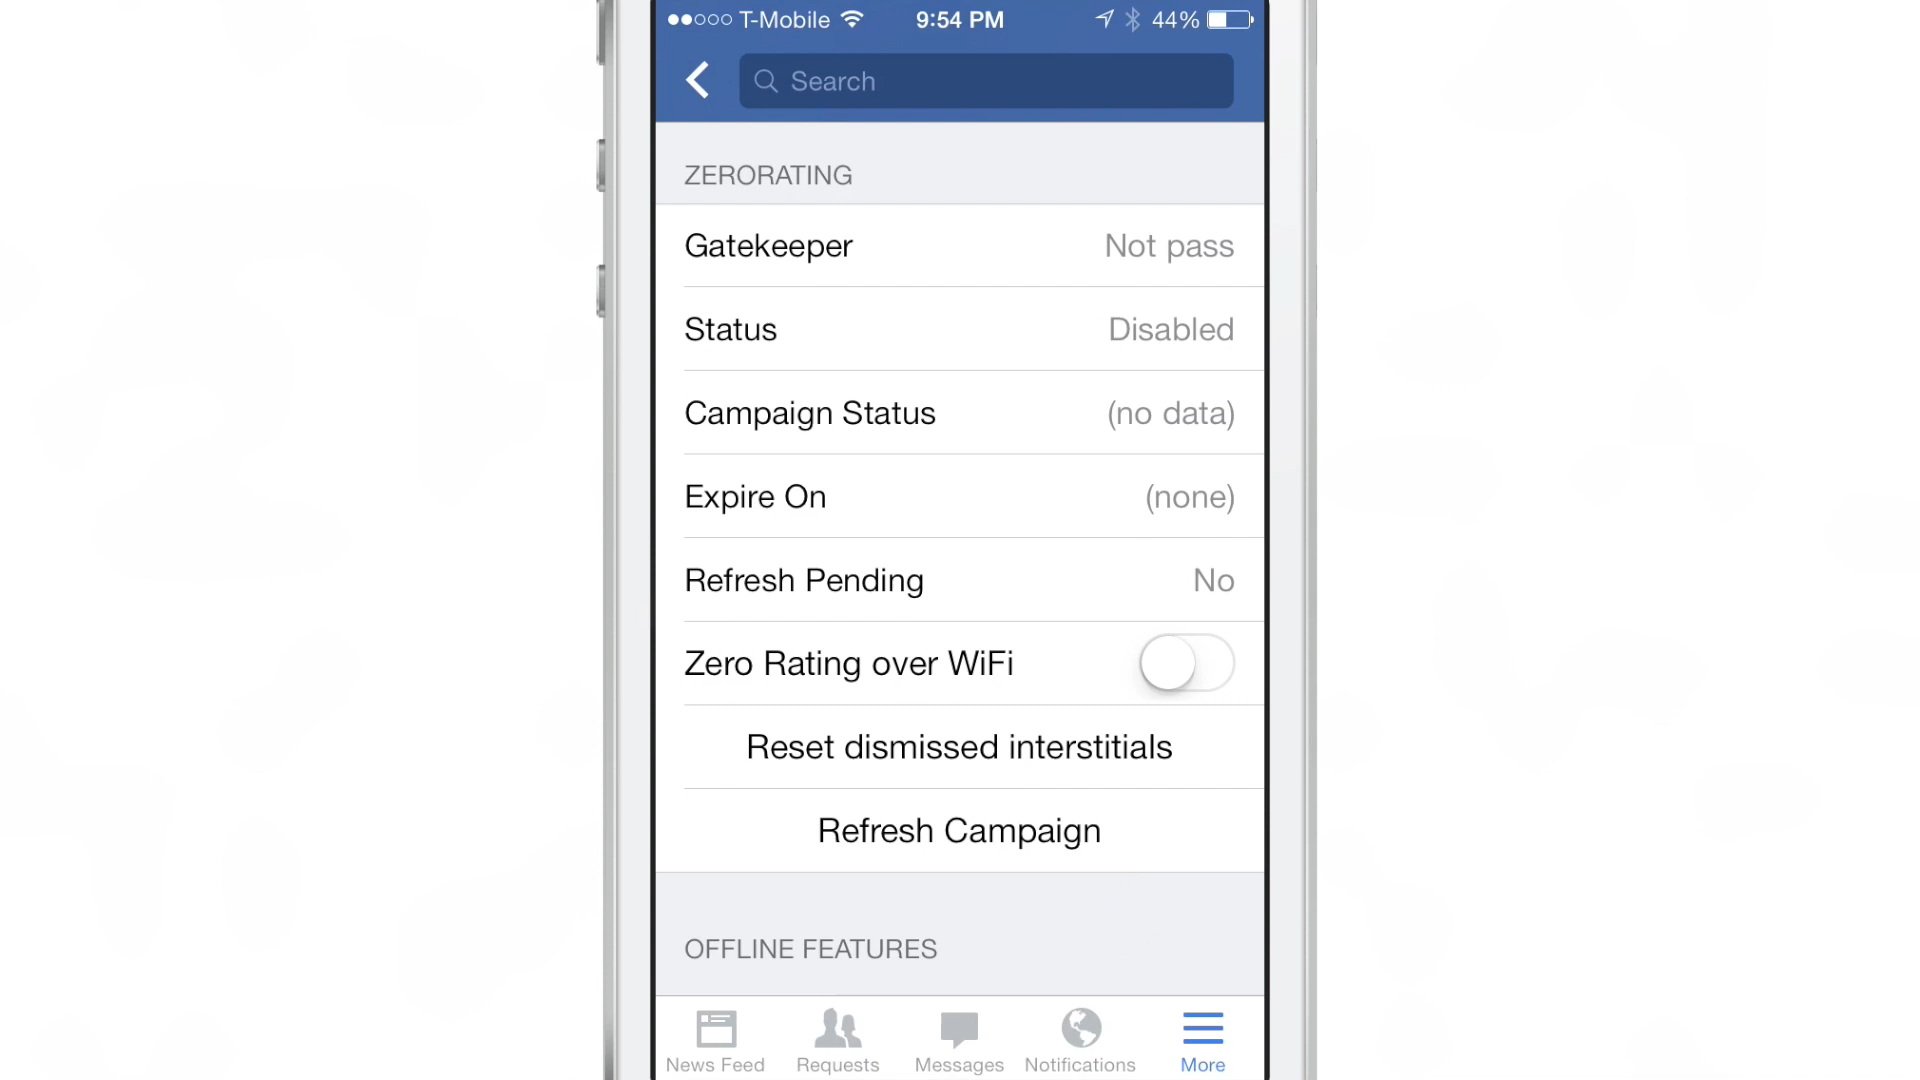 T-Mobile 9:54 PM 44%
Search
ZERORATING
Gatekeeper Not pass
Status Disabled
Campaign Status (no data)
Expire On (none)
Refresh Pending No
Zero Rating over WiFi
Reset dismissed interstitials
Refresh Campaign
OFFLINE FEATURES
News Feed Requests Messages Notifications More